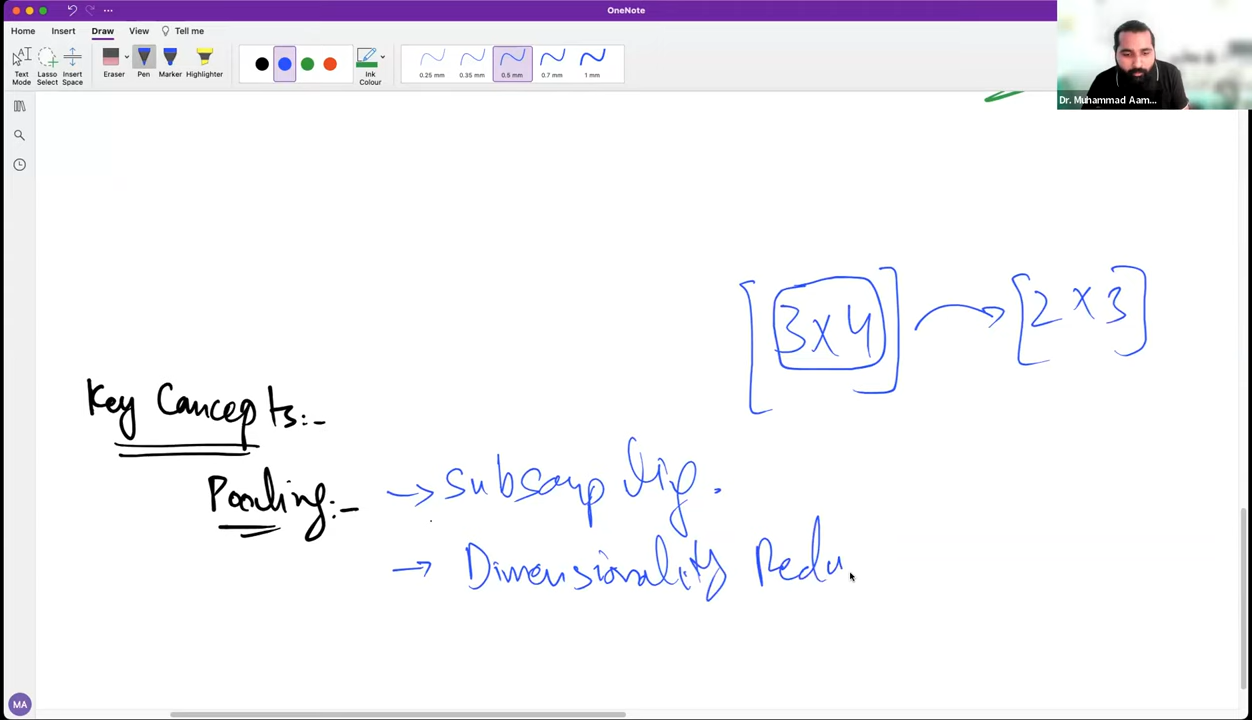 OneNote
Home Insert Draw View Tell me
Text Mode Lasso Select Insert Space Eraser Pen Marker Highlighter Ink Colour 0.25 mm 0.35 mm 0.5 mm 0.7 mm 1 mm
Dr. Muhammad Aam...
[3x4] → [2 x 3]
Key Concepts:-
Pooling:- → Subsampling.
→ Dimensionality Redu
MA